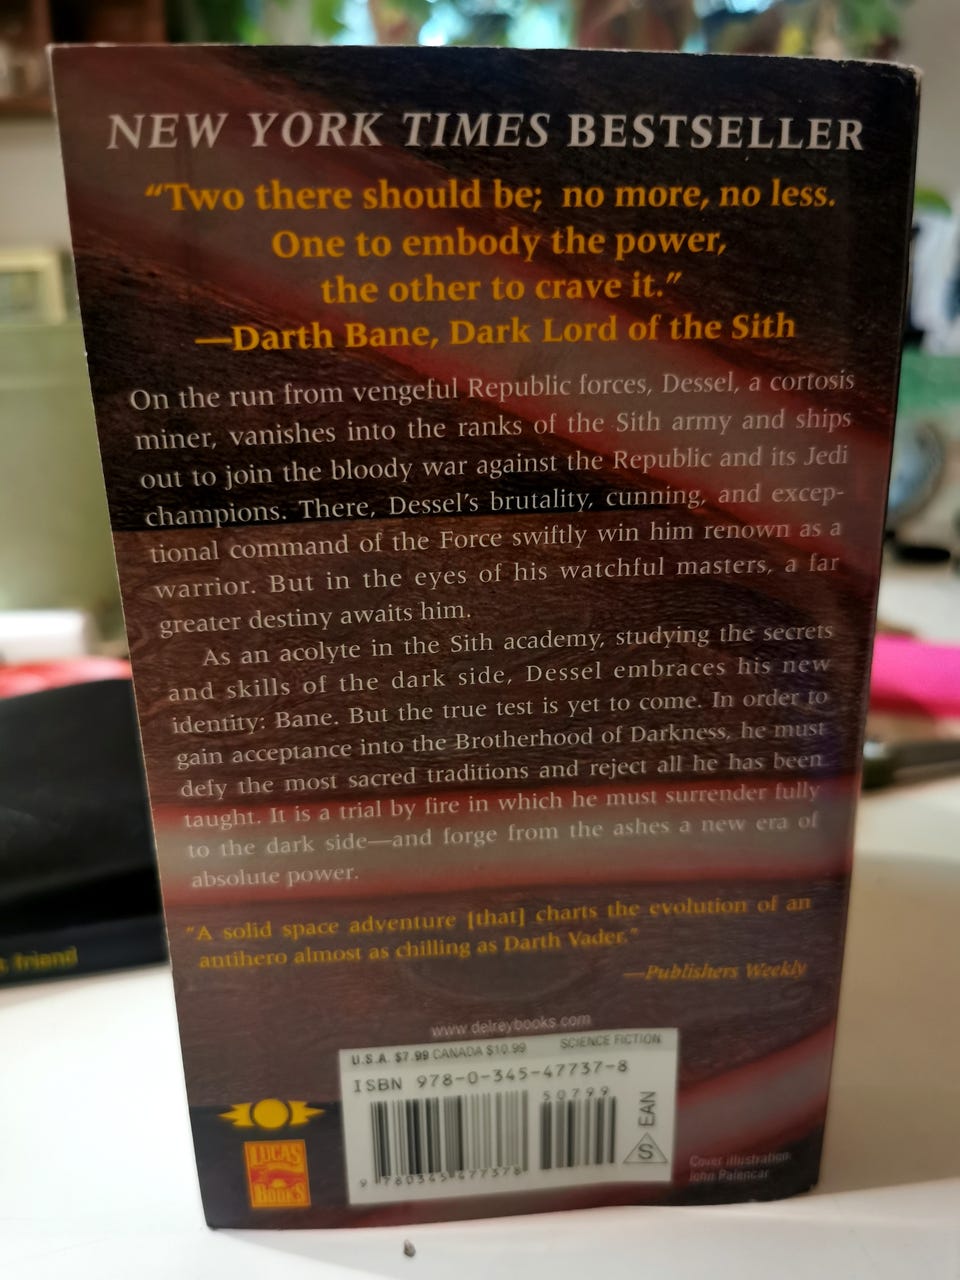 NEW YORK TIMES BESTSELLER
“Two there should be; no more, no less.
One to embody the power,
the other to crave it.”
—Darth Bane, Dark Lord of the Sith
On the run from vengeful Republic forces, Dessel, a cortosis
miner, vanishes into the ranks of the Sith army and ships
out to join the bloody war against the Republic and its Jedi
champions. There, Dessel’s brutality, cunning, and excep-
tional command of the Force swiftly win him renown as a
warrior. But in the eyes of his watchful masters, a far
greater destiny awaits him.
As an acolyte in the Sith academy, studying the secrets
and skills of the dark side, Dessel embraces his new
identity: Bane. But the true test is yet to come. In order to
gain acceptance into the Brotherhood of Darkness, he must
defy the most sacred traditions and reject all he has been
taught. It is a trial by fire in which he must surrender fully
to the dark side—and forge from the ashes a new era of
absolute power.
“A solid space adventure [that] charts the evolution of an
antihero almost as chilling as Darth Vader.”
—Publishers Weekly
www.delreybooks.com
U.S.A. $7.99 CANADA $10.99 SCIENCE FICTION
ISBN 978-0-345-47737-8
50799
EAN
S
9 780345 477378
LUCAS
BOOKS
Cover illustration:
John Palencar
friend